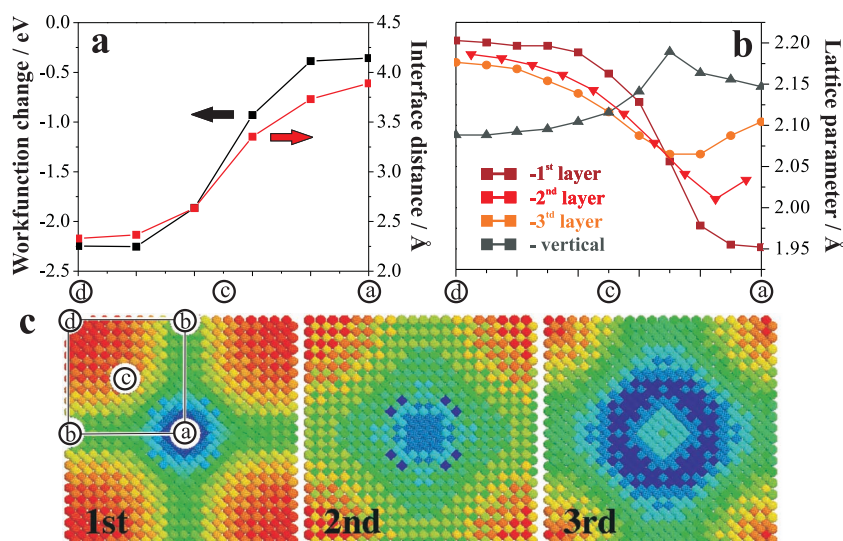 a
Workfunction change / eV
0.0
-0.5
-1.0
-1.5
-2.0
-2.5
4.5
4.0
3.5
3.0
2.5
2.0
Interface distance / Å
d
c
a
b
2.20
2.15
2.10
2.05
2.00
1.95
Lattice parameter / Å
-1st layer
-2nd layer
-3td layer
- vertical
d
c
a
c
d
b
c
b
a
1st
2nd
3rd